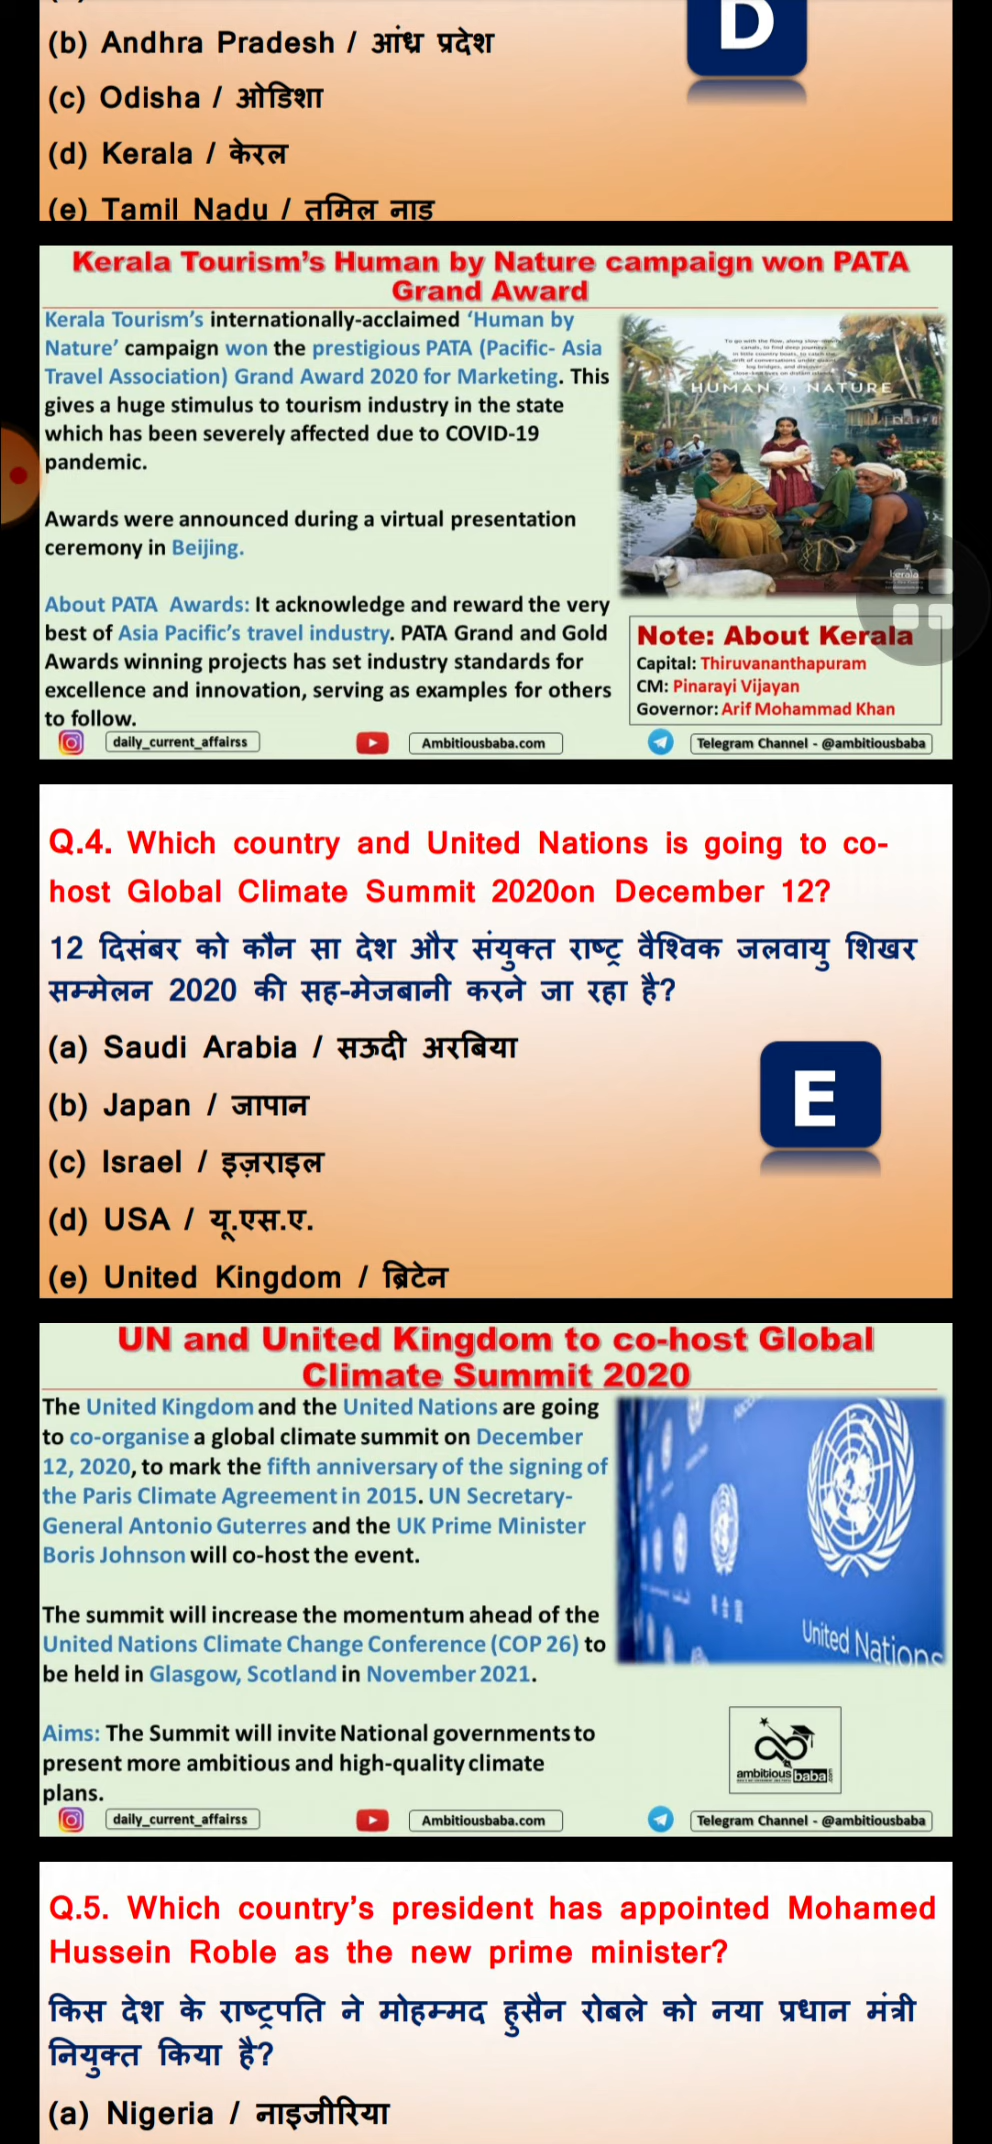 (b) Andhra Pradesh / आंध्र प्रदेश
D
(c) Odisha / ओडिशा
(d) Kerala / केरल
(e) Tamil Nadu / तमिल नाडु
Kerala Tourism's Human by Nature campaign won PATA
Grand Award
Kerala Tourism's internationally-acclaimed 'Human by
Nature' campaign won the prestigious PATA (Pacific- Asia
Travel Association) Grand Award 2020 for Marketing. This
gives a huge stimulus to tourism industry in the state
which has been severely affected due to COVID-19
pandemic.
Awards were announced during a virtual presentation
ceremony in Beijing.
About PATA Awards: It acknowledge and reward the very
best of Asia Pacific's travel industry. PATA Grand and Gold
Awards winning projects has set industry standards for
excellence and innovation, serving as examples for others
to follow.
HUMAN by NATURE
kerala
Note: About Kerala
Capital: Thiruvananthapuram
CM: Pinarayi Vijayan
Governor: Arif Mohammad Khan
daily_current_affairss
Ambitiousbaba.com
Telegram Channel - @ambitiousbaba
Q.4. Which country and United Nations is going to co-
host Global Climate Summit 2020on December 12?
12 दिसंबर को कौन सा देश और संयुक्त राष्ट्र वैश्विक जलवायु शिखर
सम्मेलन 2020 की सह-मेजबानी करने जा रहा है?
(a) Saudi Arabia / सऊदी अरबिया
(b) Japan / जापान
E
(c) Israel / इज़राइल
(d) USA / यू.एस.ए.
(e) United Kingdom / ब्रिटेन
UN and United Kingdom to co-host Global
Climate Summit 2020
The United Kingdom and the United Nations are going
to co-organise a global climate summit on December
12, 2020, to mark the fifth anniversary of the signing of
the Paris Climate Agreement in 2015. UN Secretary-
General Antonio Guterres and the UK Prime Minister
Boris Johnson will co-host the event.
The summit will increase the momentum ahead of the
United Nations Climate Change Conference (COP 26) to
be held in Glasgow, Scotland in November 2021.
Aims: The Summit will invite National governments to
present more ambitious and high-quality climate
plans.
United Nations
ambitious baba
daily_current_affairss
Ambitiousbaba.com
Telegram Channel - @ambitiousbaba
Q.5. Which country's president has appointed Mohamed
Hussein Roble as the new prime minister?
किस देश के राष्ट्रपति ने मोहम्मद हुसैन रोबले को नया प्रधान मंत्री
नियुक्त किया है?
(a) Nigeria / नाइजीरिया